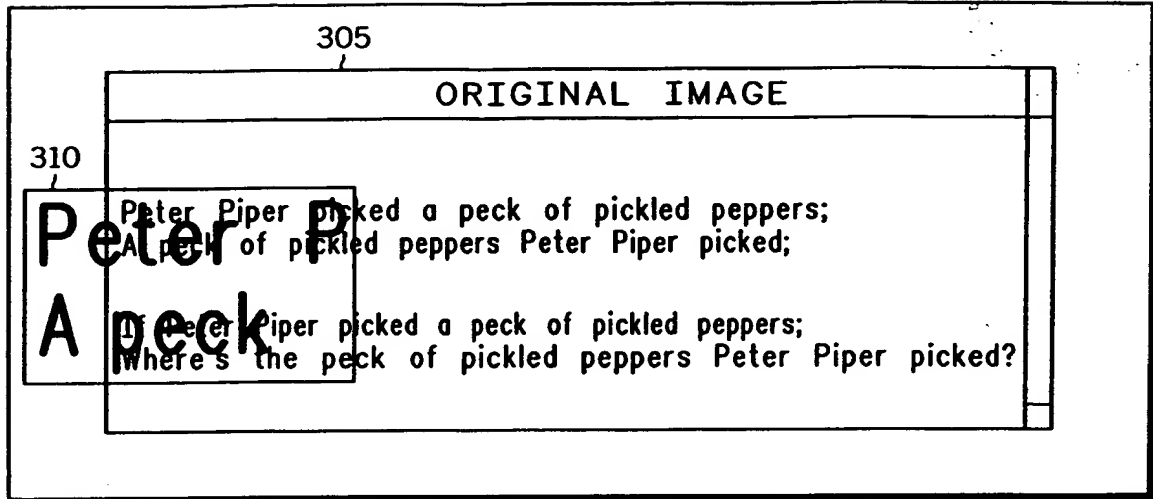 305
ORIGINAL IMAGE
310
Peter Piper picked a peck of pickled peppers;
A peck of pickled peppers Peter Piper picked;
Peter P
A peck
If Peter Piper picked a peck of pickled peppers;
Where's the peck of pickled peppers Peter Piper picked?